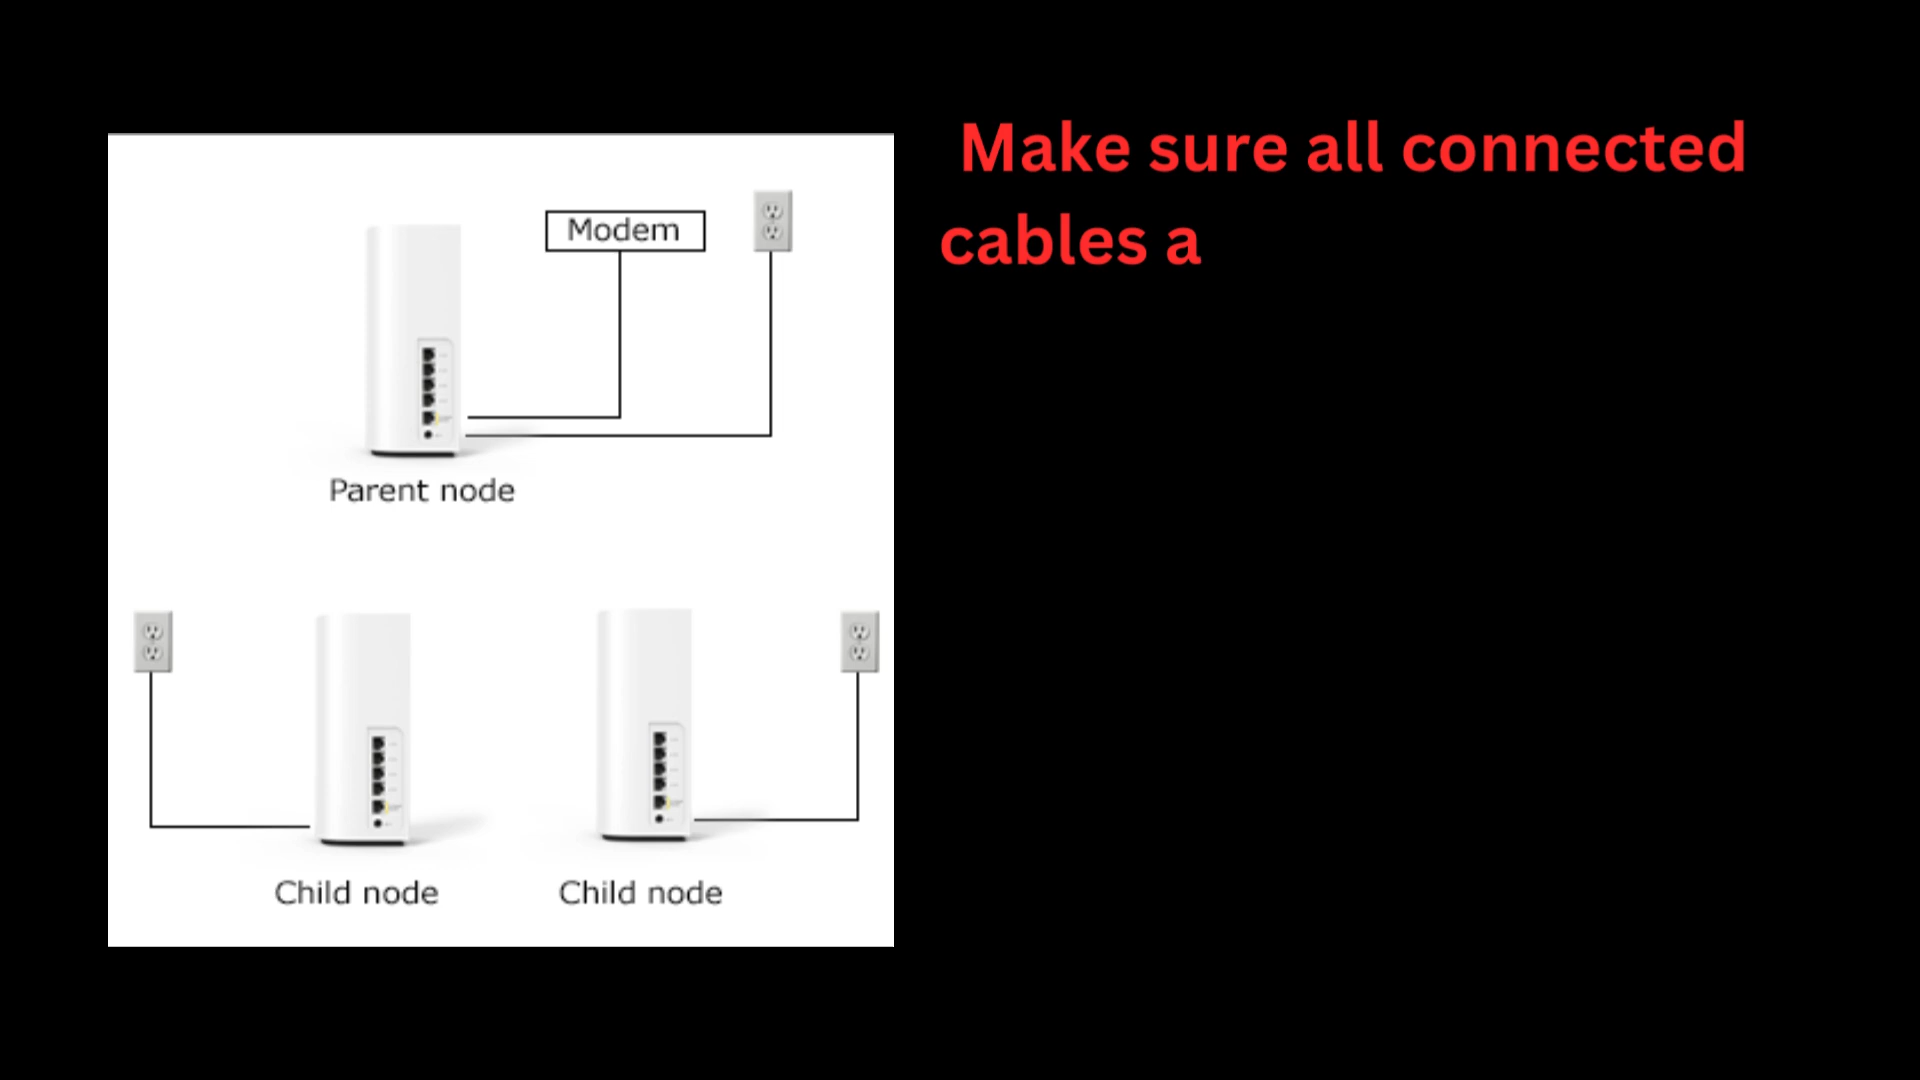 Make sure all connected
cables a
Modem
Parent node
Child node
Child node